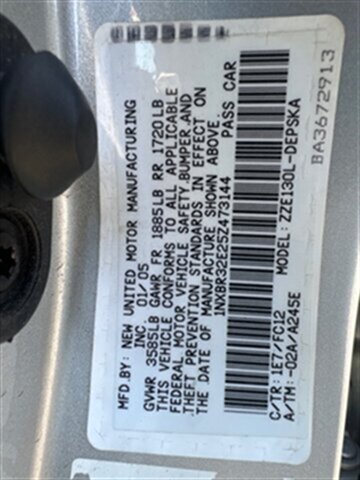 MFD.BY: NEW UNITED MOTOR MANUFACTURING
INC. 01/05
GVWR 3585LB GAWR FR 1885LB RR 1720LB
THIS VEHICLE CONFORMS TO ALL APPLICABLE
FEDERAL MOTOR VEHICLE SAFETY,BUMPER,AND
THEFT PREVENTION STANDARDS IN EFFECT ON
THE DATE OF MANUFACTURE SHOWN ABOVE.
1NXBR32E25Z473144 PASS CAR
C/TR: 1E7/FC12 MODEL: ZZE130L-DEPSKA
A/TM: -02A/A245E
BA3672913